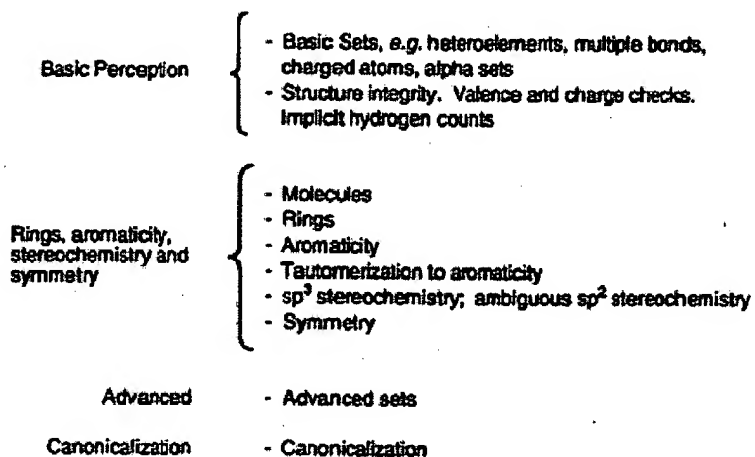 Basic Perception
- Basic Sets, e.g. heteroelements, multiple bonds,
charged atoms, alpha sets
- Structure integrity. Valence and charge checks.
Implicit hydrogen counts
Rings, aromaticity,
stereochemistry and
symmetry
- Molecules
- Rings
- Aromaticity
- Tautomerization to aromaticity
- sp³ stereochemistry; ambiguous sp² stereochemistry
- Symmetry
Advanced - Advanced sets
Canonicalization - Canonicalization